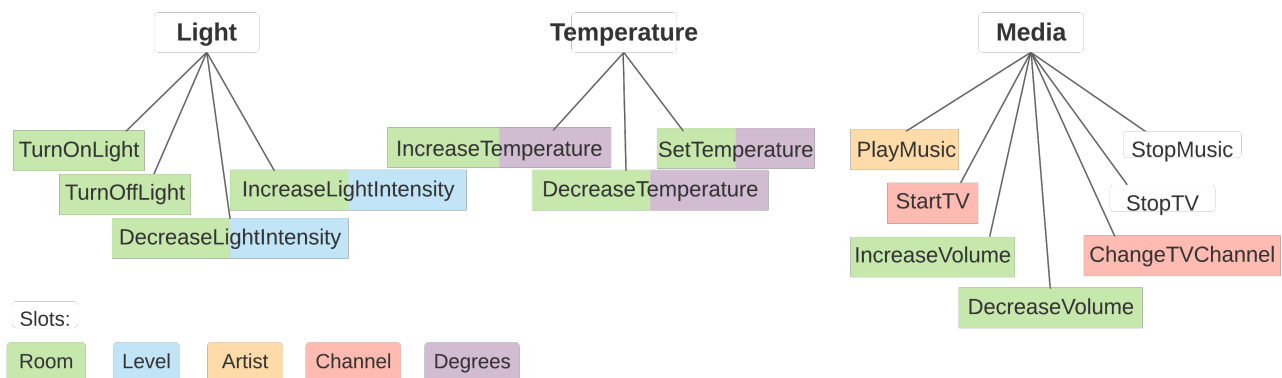 Light
Temperature
Media
TurnOnLight
TurnOffLight
IncreaseLightIntensity
DecreaseLightIntensity
IncreaseTemperature
SetTemperature
DecreaseTemperature
PlayMusic
StopMusic
StartTV
StopTV
IncreaseVolume
ChangeTVChannel
DecreaseVolume
Slots:
Room
Level
Artist
Channel
Degrees